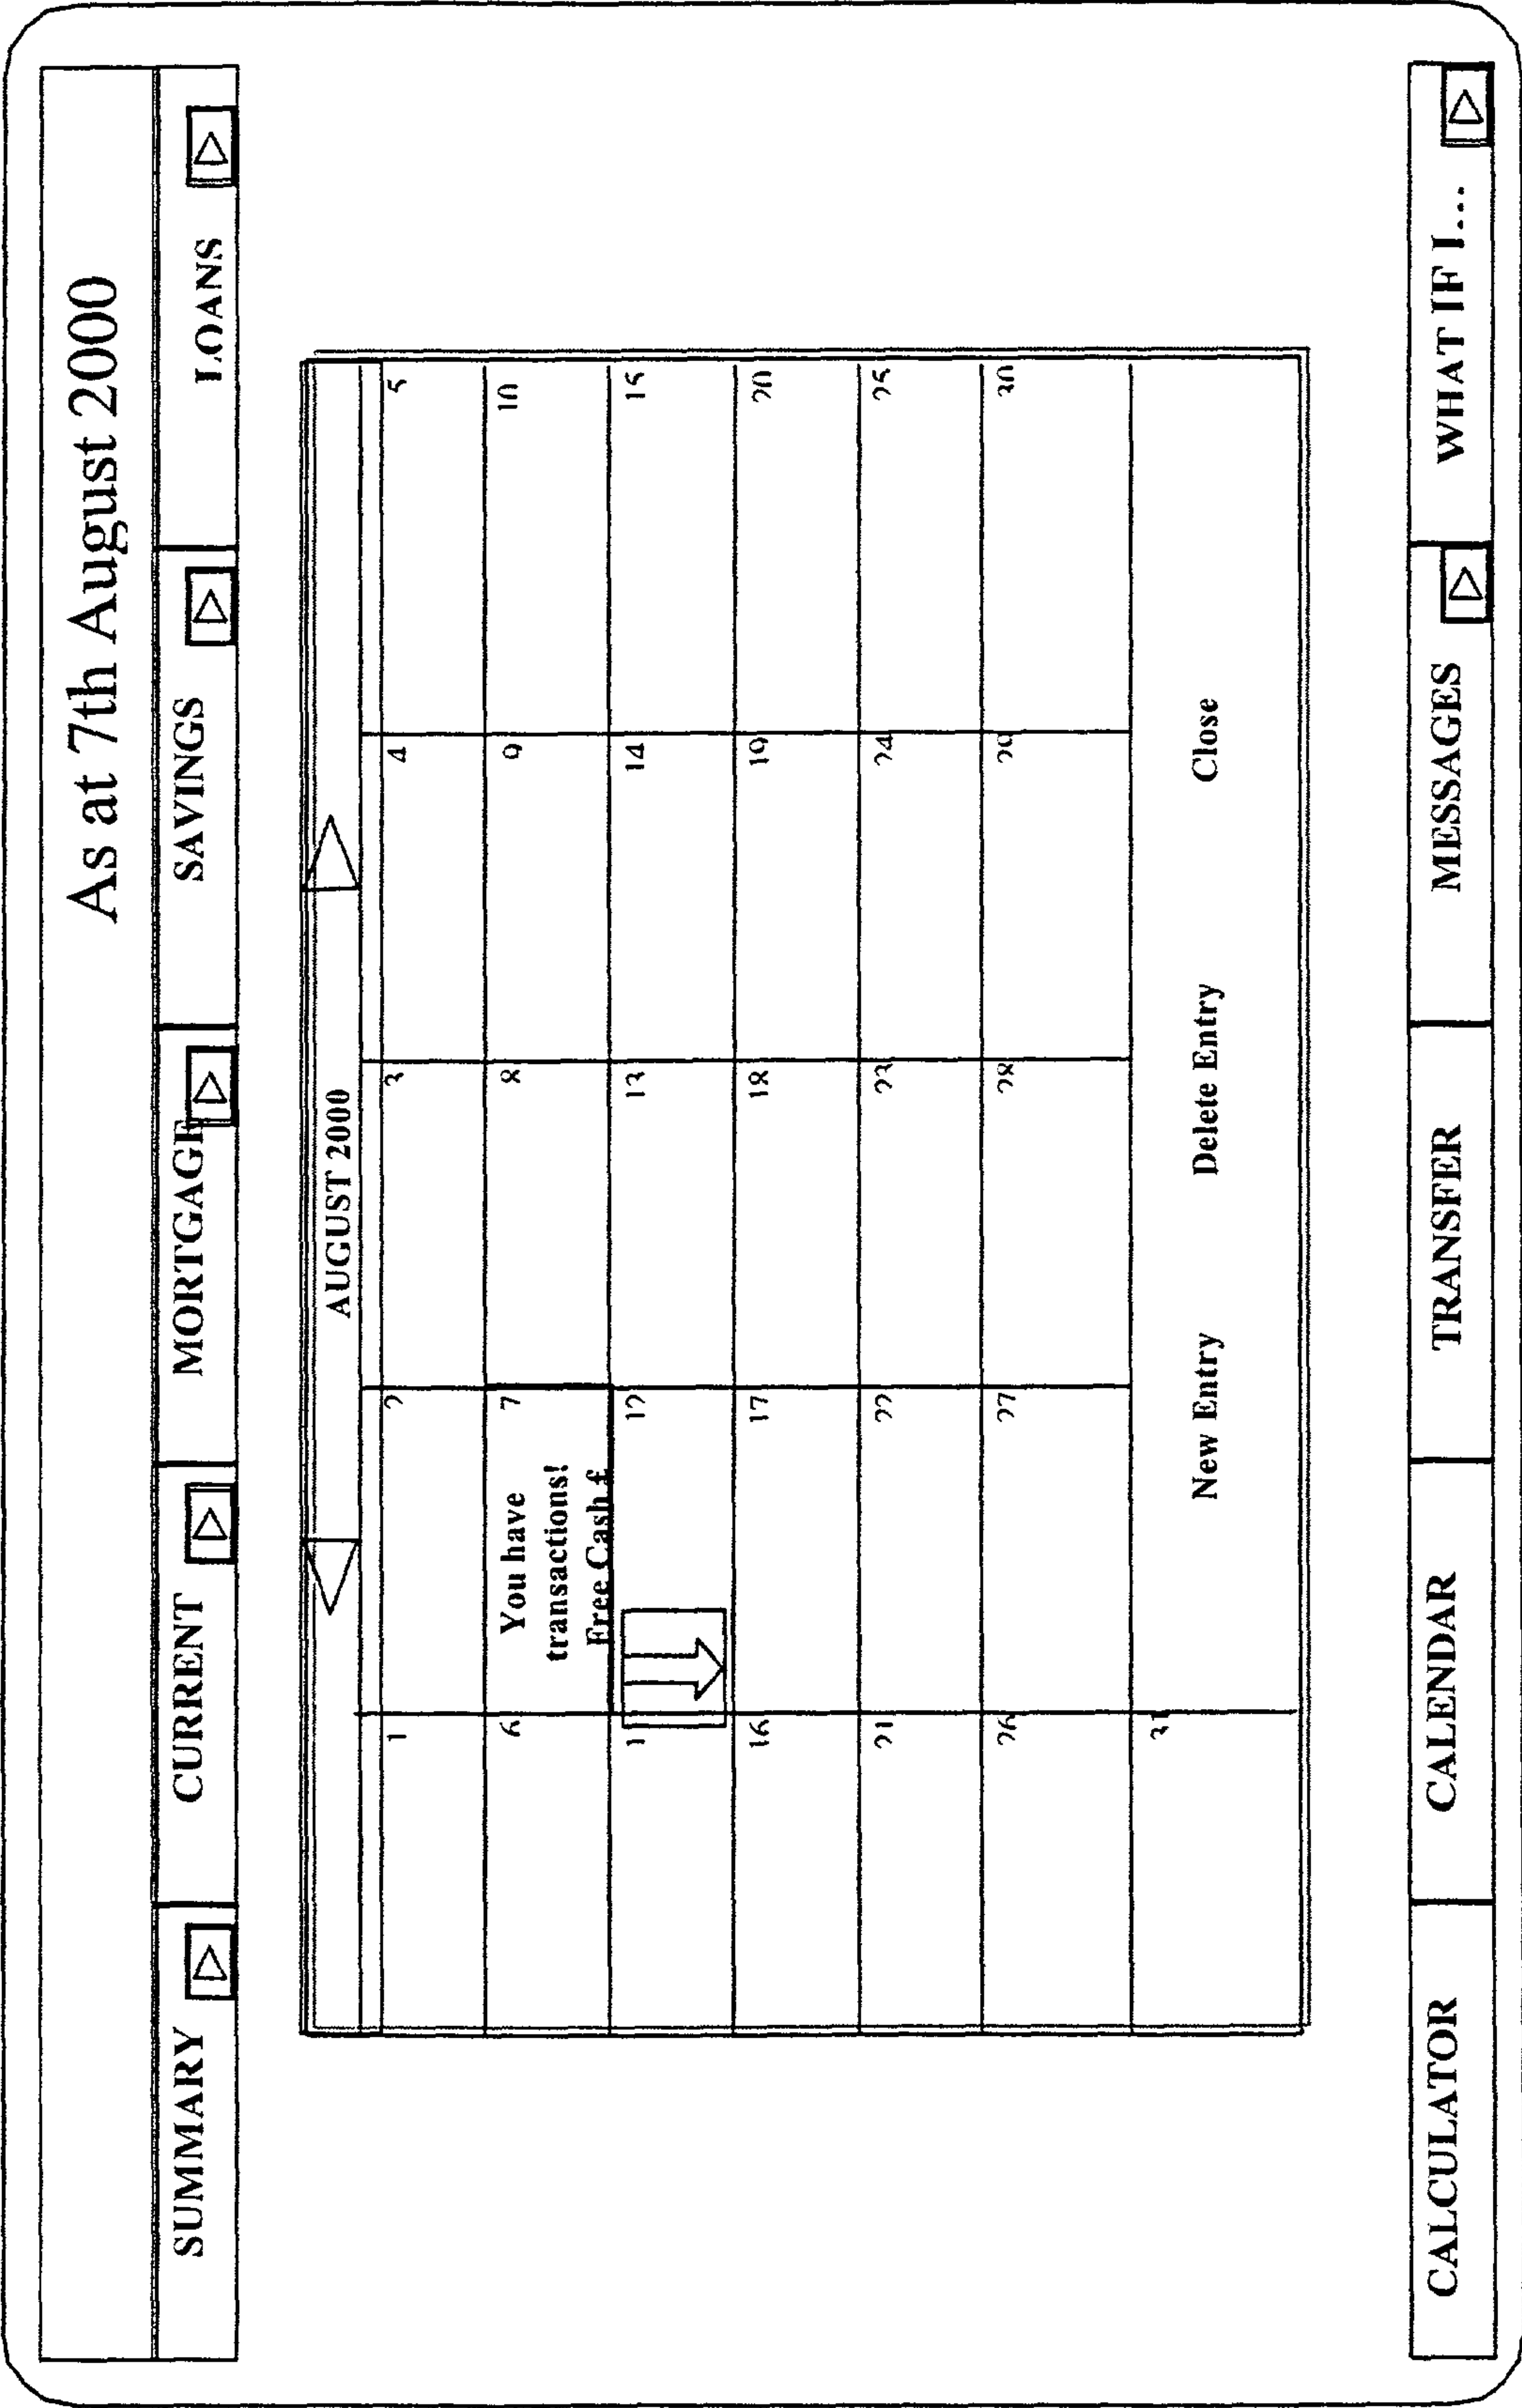 As at 7th August 2000
SUMMARY CURRENT MORTGAGE SAVINGS LOANS
AUGUST 2000
1 2 3 4 5
6 7 8 9 10
You have
transactions!
Free Cash £
11 12 13 14 15
16 17 18 19 20
21 22 23 24 25
26 27 28 29 30
31
New Entry Delete Entry Close
CALCULATOR CALENDAR TRANSFER MESSAGES WHAT IF I...